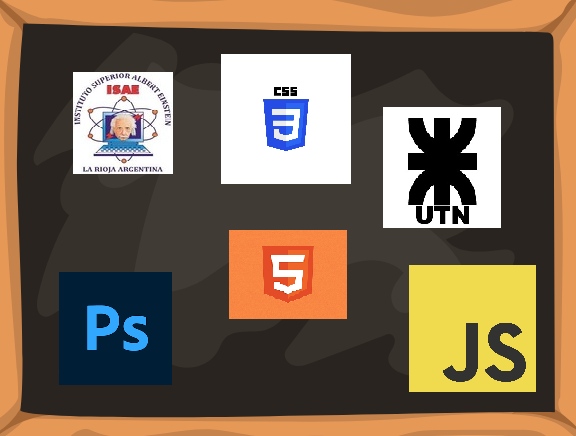 INSTITUTO SUPERIOR ALBERT EINSTEIN
ISAE
LA RIOJA ARGENTINA
CSS
3
UTN
5
Ps
JS